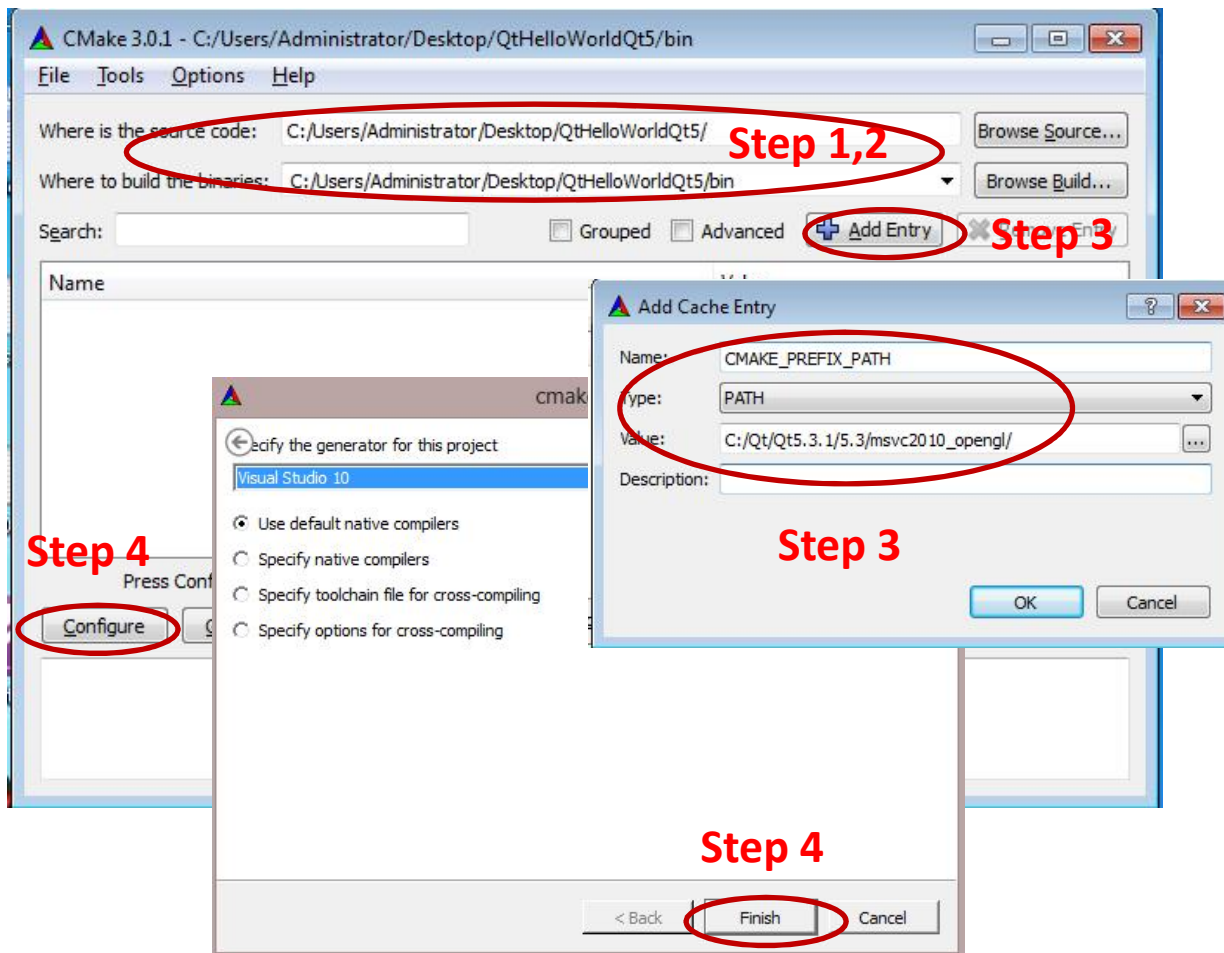 CMake 3.0.1 - C:/Users/Administrator/Desktop/QtHelloWorldQt5/bin
File Tools Options Help
Where is the source code: C:/Users/Administrator/Desktop/QtHelloWorldQt5/ Browse Source...
Step 1,2
Where to build the binaries: C:/Users/Administrator/Desktop/QtHelloWorldQt5/bin Browse Build...
Search: Grouped Advanced Add Entry Remove Entry
Step 3
Name
Add Cache Entry
Name: CMAKE_PREFIX_PATH
Type: PATH
Value: C:/Qt/Qt5.3.1/5.3/msvc2010_opengl/ ...
Description:
Step 3
OK Cancel
cmak
ecify the generator for this project
Visual Studio 10
Use default native compilers
Specify native compilers
Specify toolchain file for cross-compiling
Specify options for cross-compiling
Step 4
Press Conf
Configure
Step 4
< Back Finish Cancel